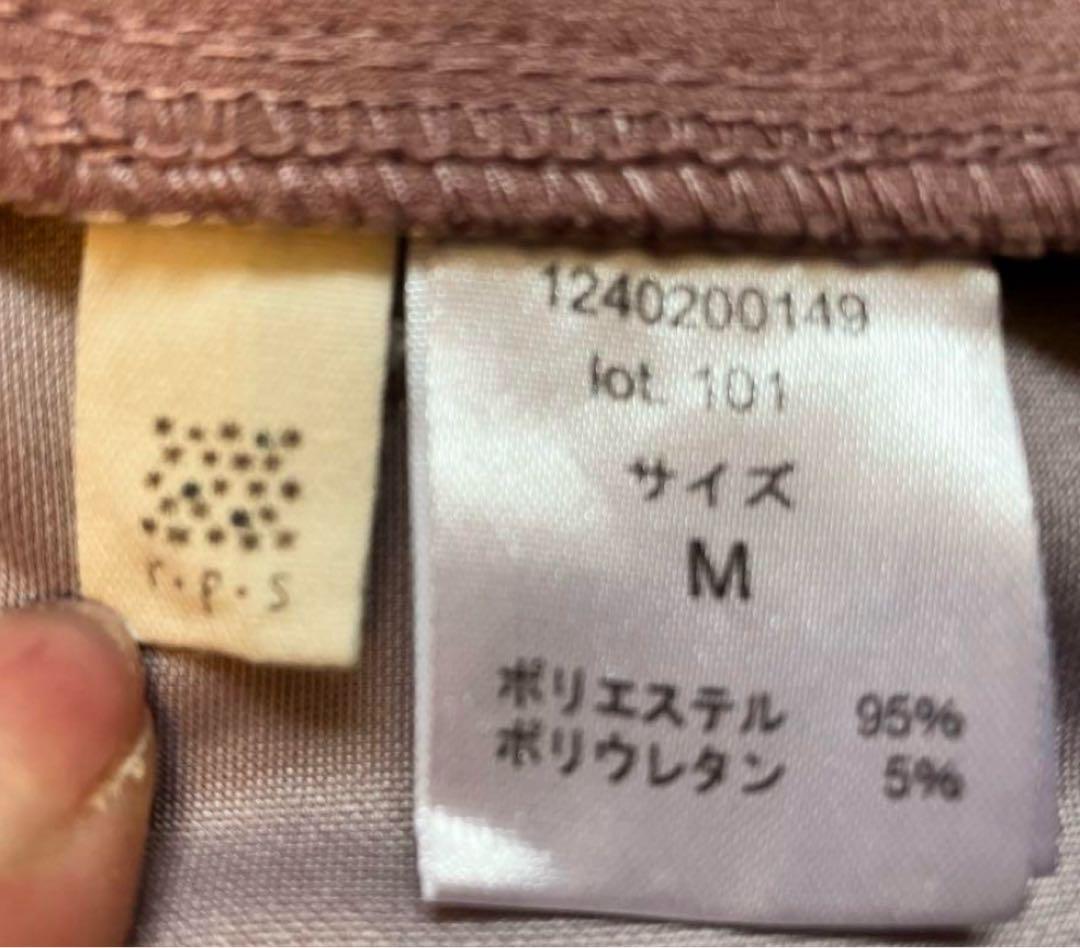 r.p.s
1240200149
lot. 101
サイズ
M
ポリエステル 95%
ポリウレタン 5%